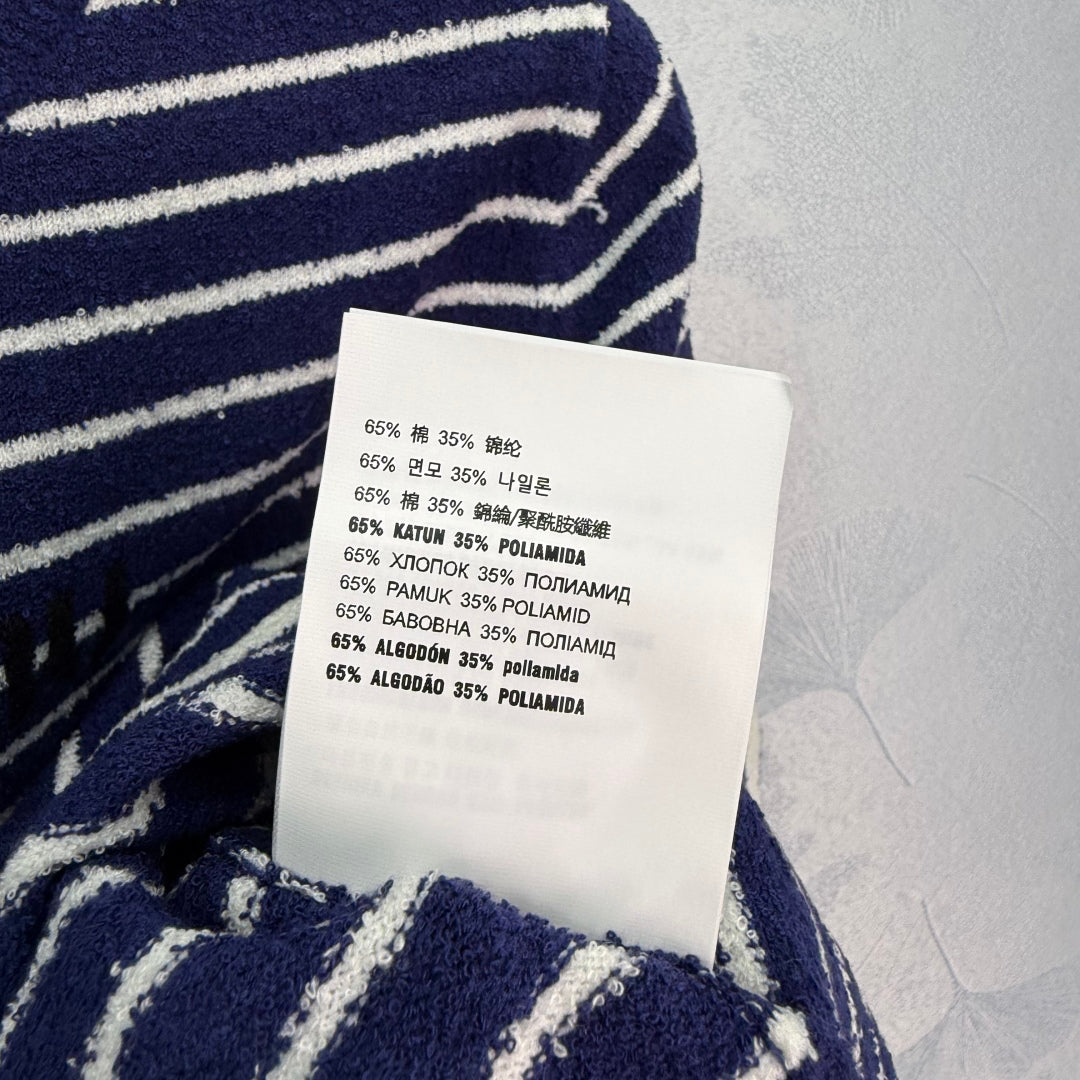 65% 棉 35% 锦纶
65% 면모 35% 나일론
65% 棉 35% 錦綸/聚酰胺纖維
65% KATUN 35% POLIAMIDA
65% ХЛОПОК 35% ПОЛИАМИД
65% PAMUK 35% POLIAMID
65% БАВОВНА 35% ПОЛІАМІД
65% ALGODÓN 35% poliamida
65% ALGODÃO 35% POLIAMIDA